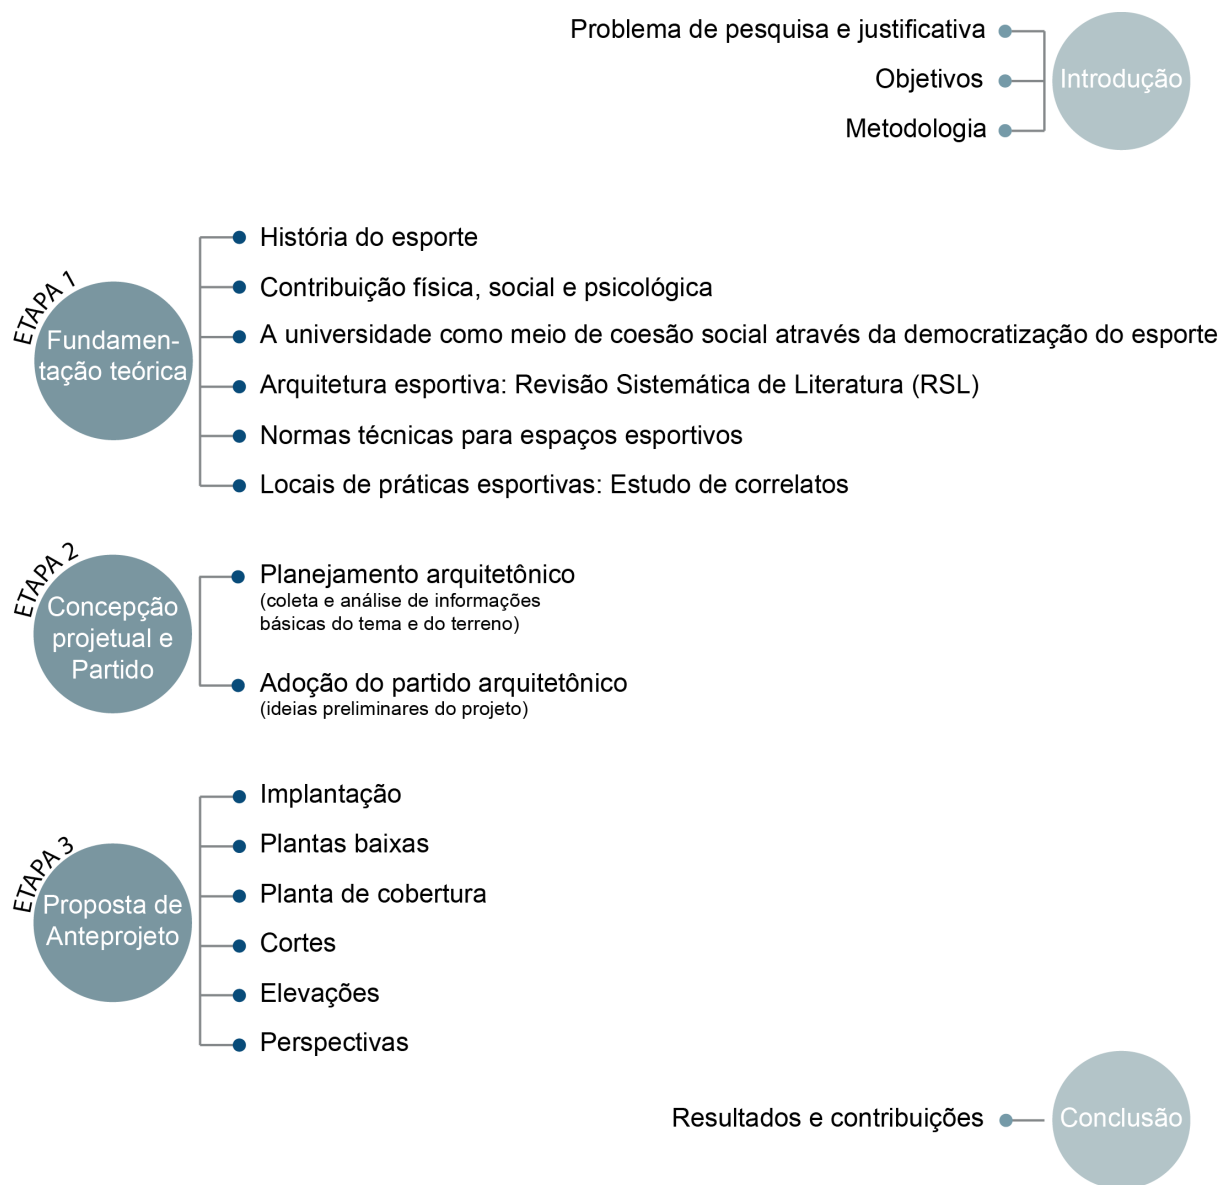 Problema de pesquisa e justificativa
Objetivos
Metodologia
Introdução
ETAPA 1
Fundamen-
tação teórica
História do esporte
Contribuição física, social e psicológica
A universidade como meio de coesão social através da democratização do esporte
Arquitetura esportiva: Revisão Sistemática de Literatura (RSL)
Normas técnicas para espaços esportivos
Locais de práticas esportivas: Estudo de correlatos
ETAPA 2
Concepção
projetual e
Partido
Planejamento arquitetônico
(coleta e análise de informações
básicas do tema e do terreno)
Adoção do partido arquitetônico
(ideias preliminares do projeto)
ETAPA 3
Proposta de
Anteprojeto
Implantação
Plantas baixas
Planta de cobertura
Cortes
Elevações
Perspectivas
Resultados e contribuições
Conclusão